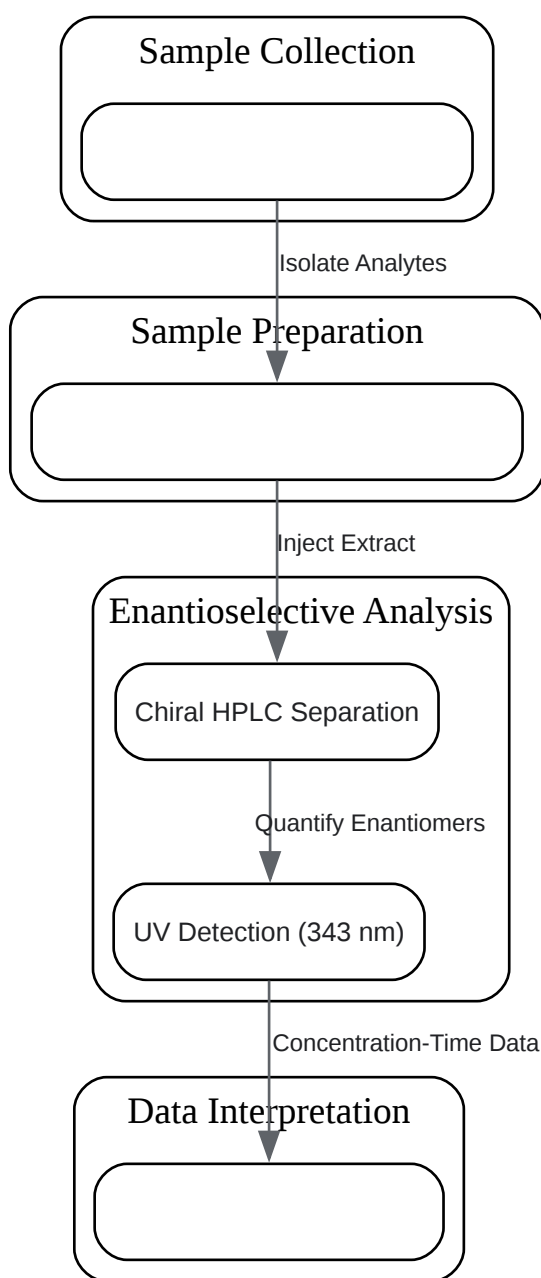 Sample Collection
Isolate Analytes
Sample Preparation
Inject Extract
Enantioselective Analysis
Chiral HPLC Separation
Quantify Enantiomers
UV Detection (343 nm)
Concentration-Time Data
Data Interpretation